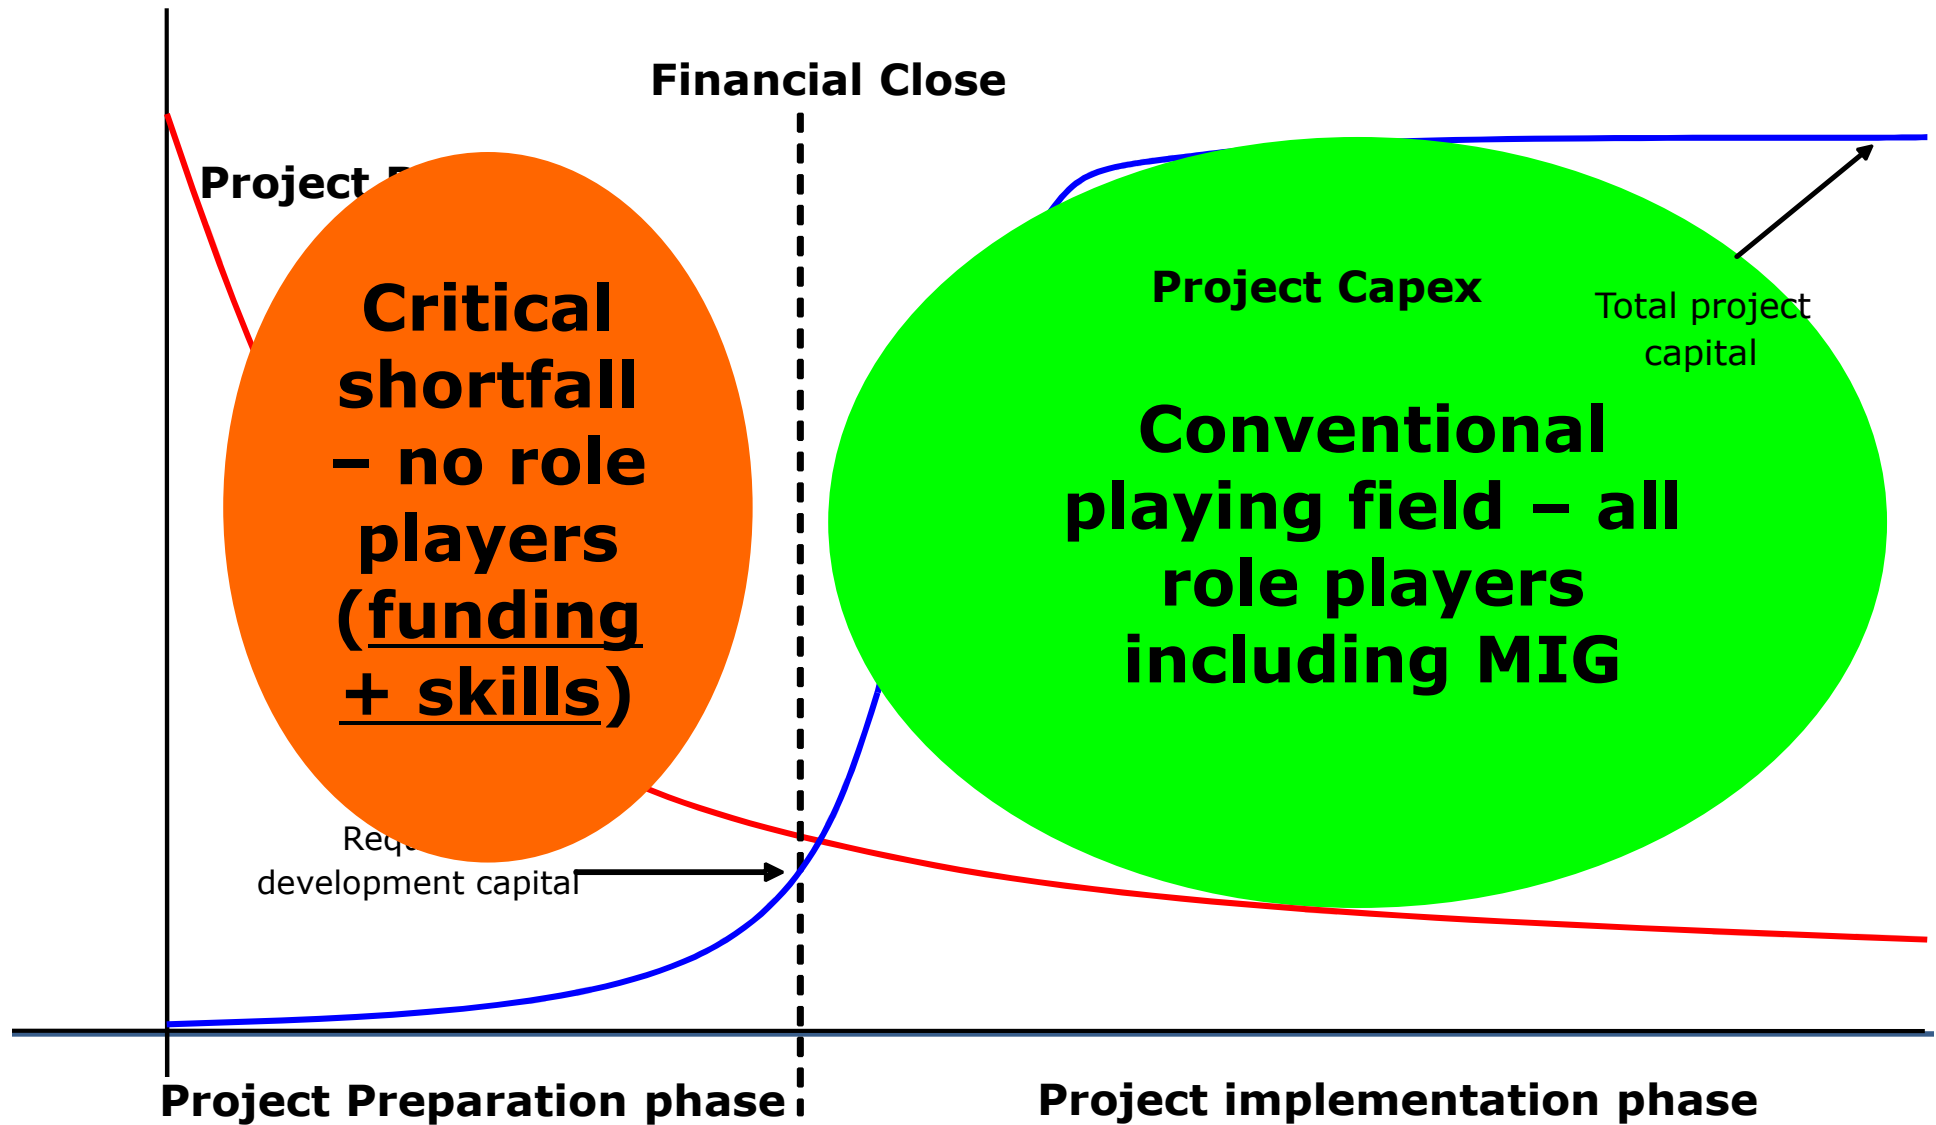 Financial Close
Project
Critical
shortfall
– no role
players
(funding
+ skills)
Project Capex
Total project
capital
Conventional
playing field – all
role players
including MIG
development capital
Project Preparation phase
Project implementation phase